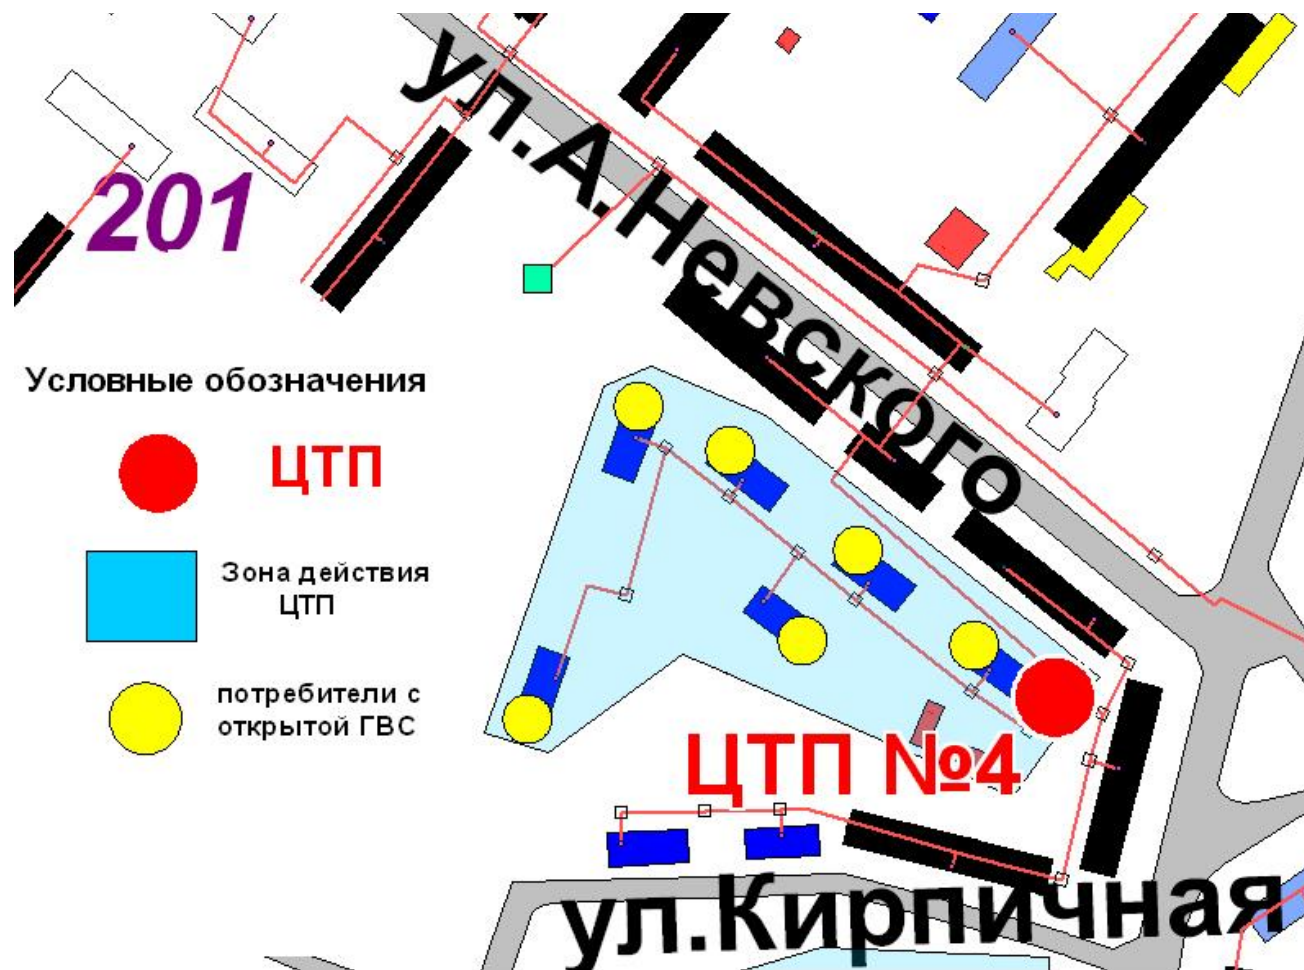 ул.А.Невского
201
Условные обозначения
ЦТП
Зона действия
ЦТП
потребители с
открытой ГВС
ЦТП №4
ул.Кирпичная